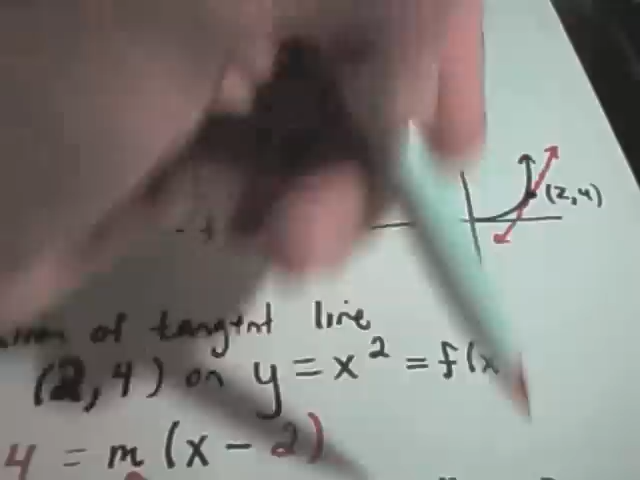 (2,4)
of tangent line
(2,4) on y = x² = f(x
4 = m(x - 2)